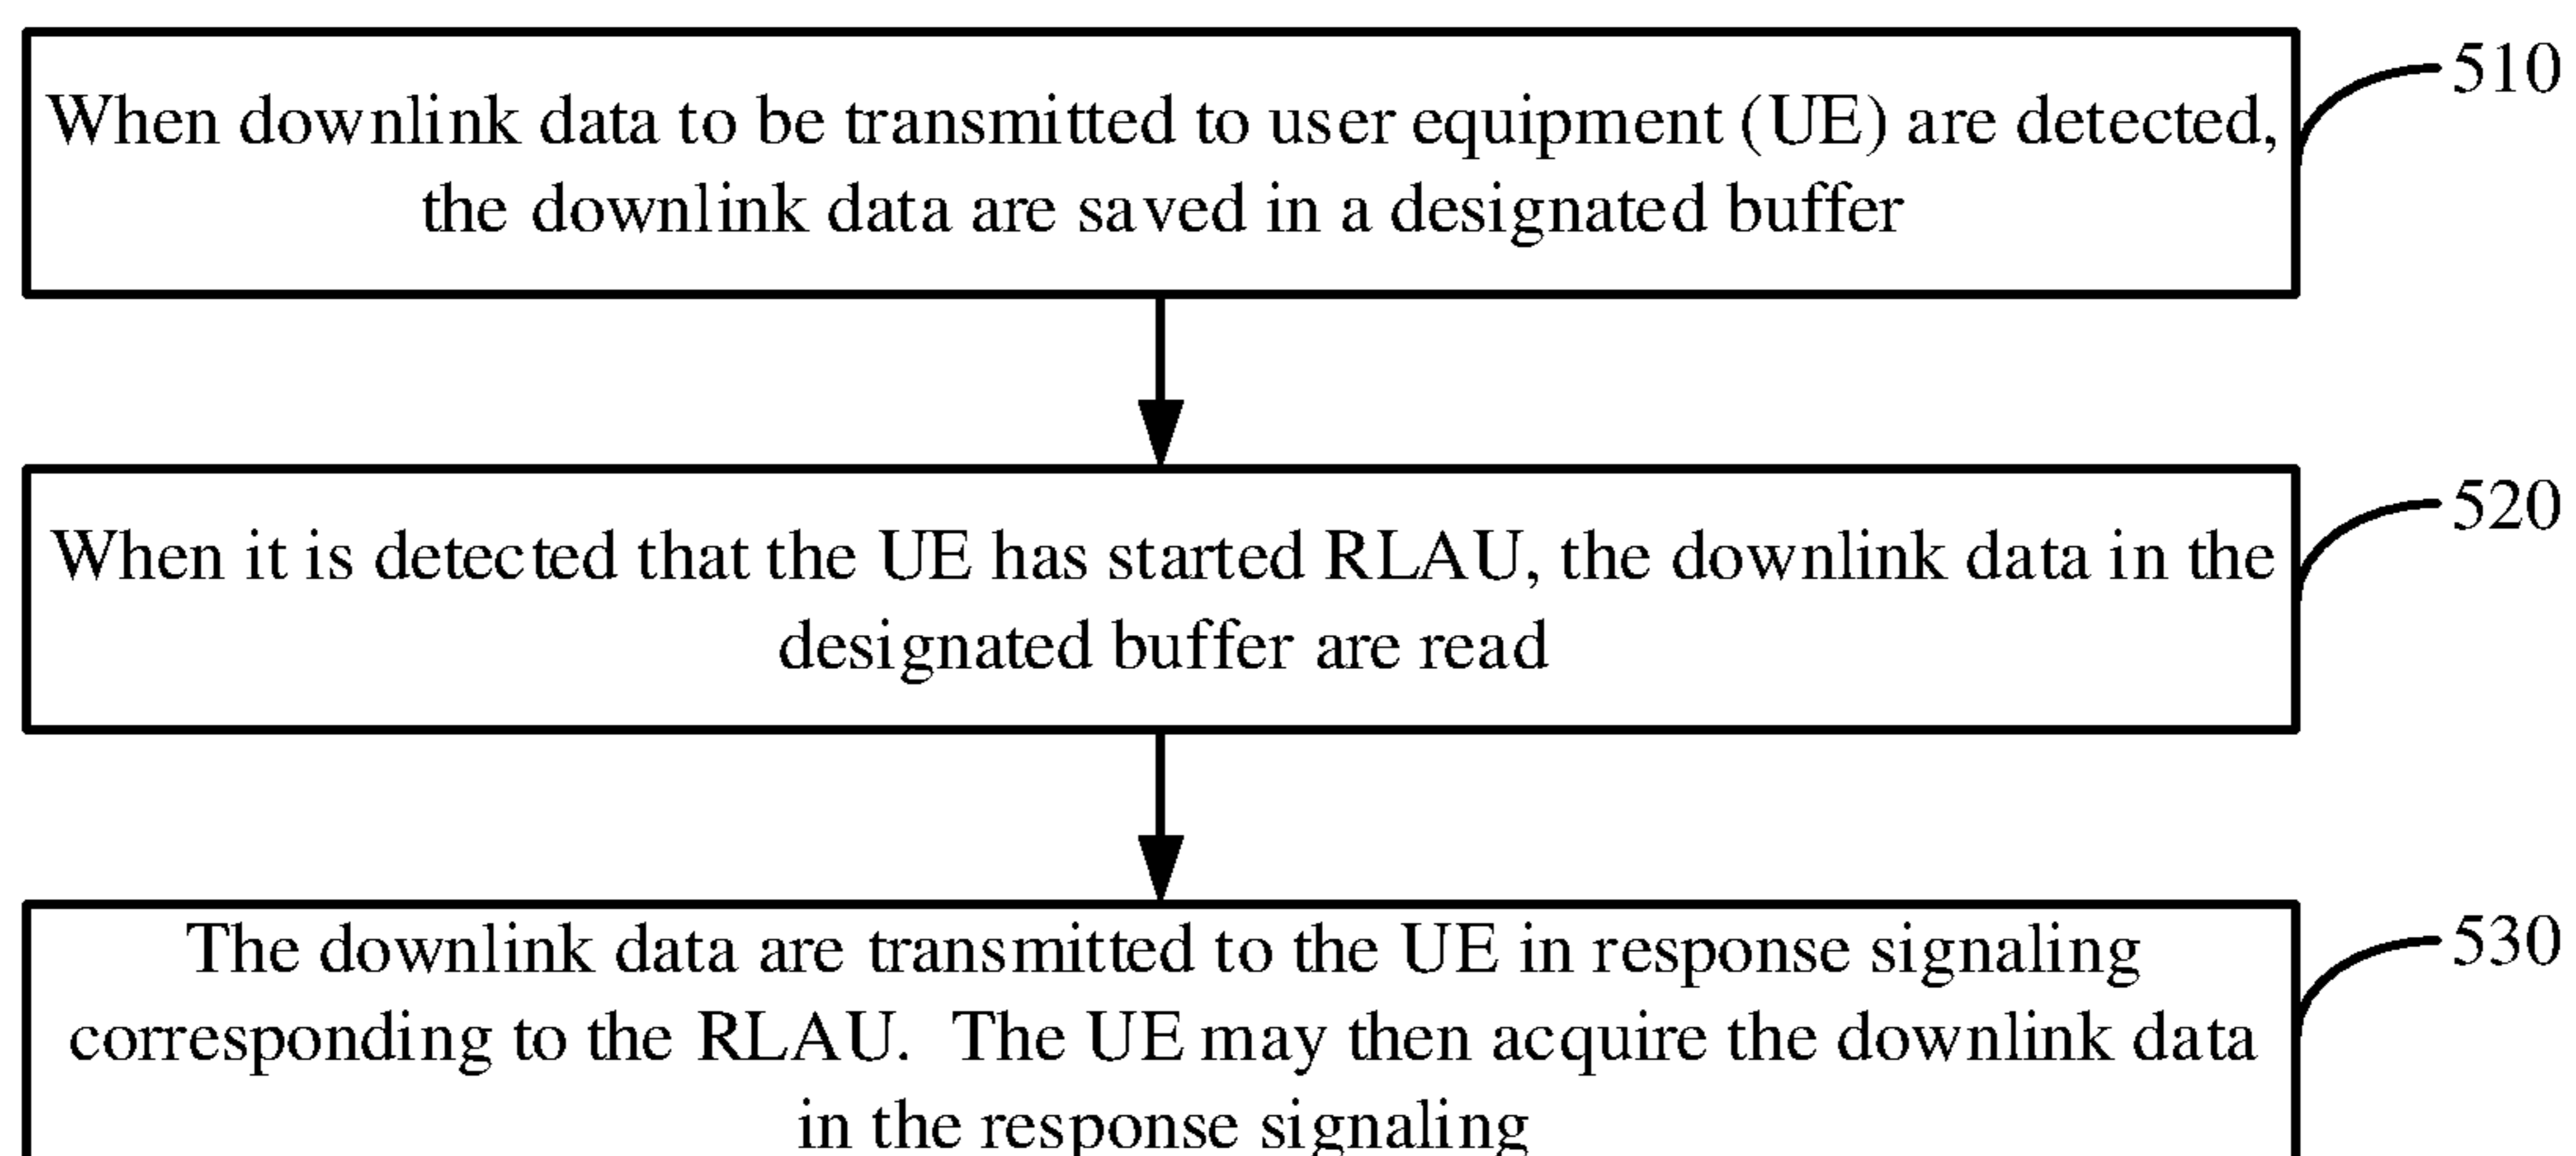 When downlink data to be transmitted to user equipment (UE) are detected,
the downlink data are saved in a designated buffer
510
When it is detected that the UE has started RLAU, the downlink data in the
designated buffer are read
520
The downlink data are transmitted to the UE in response signaling
corresponding to the RLAU. The UE may then acquire the downlink data
in the response signaling
530